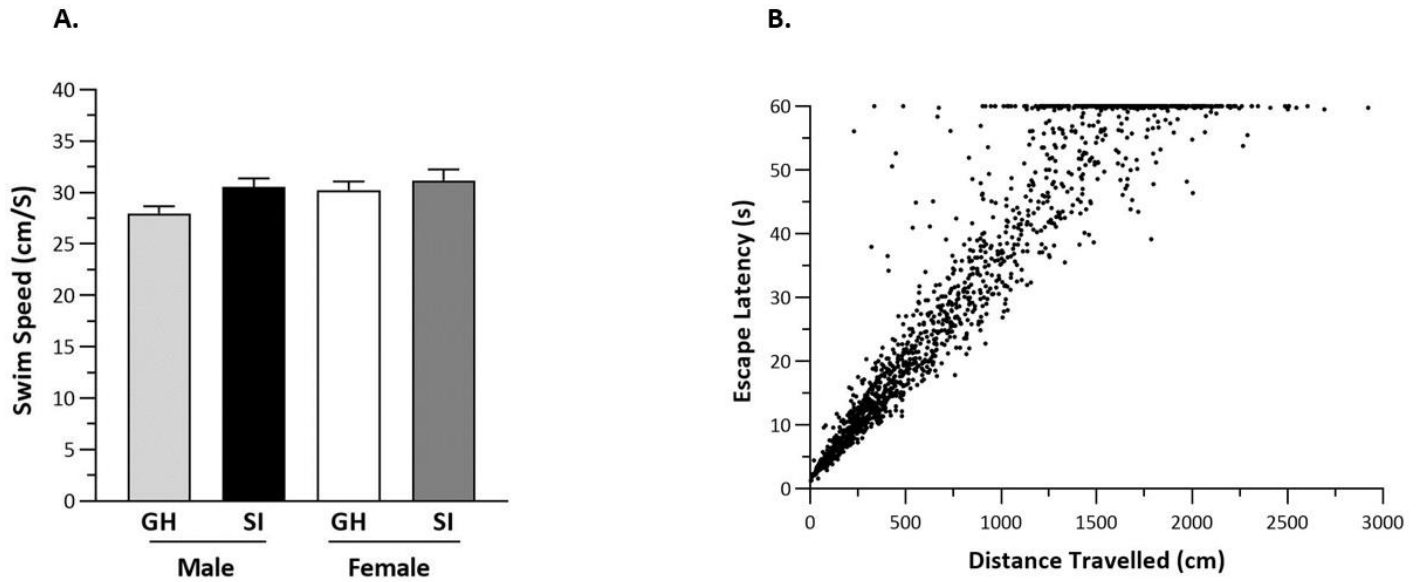 A.
Swim Speed (cm/S)
40
35
30
25
20
15
10
5
0
GH SI GH SI
Male Female
B.
Escape Latency (s)
60
50
40
30
20
10
0
0 500 1000 1500 2000 2500 3000
Distance Travelled (cm)